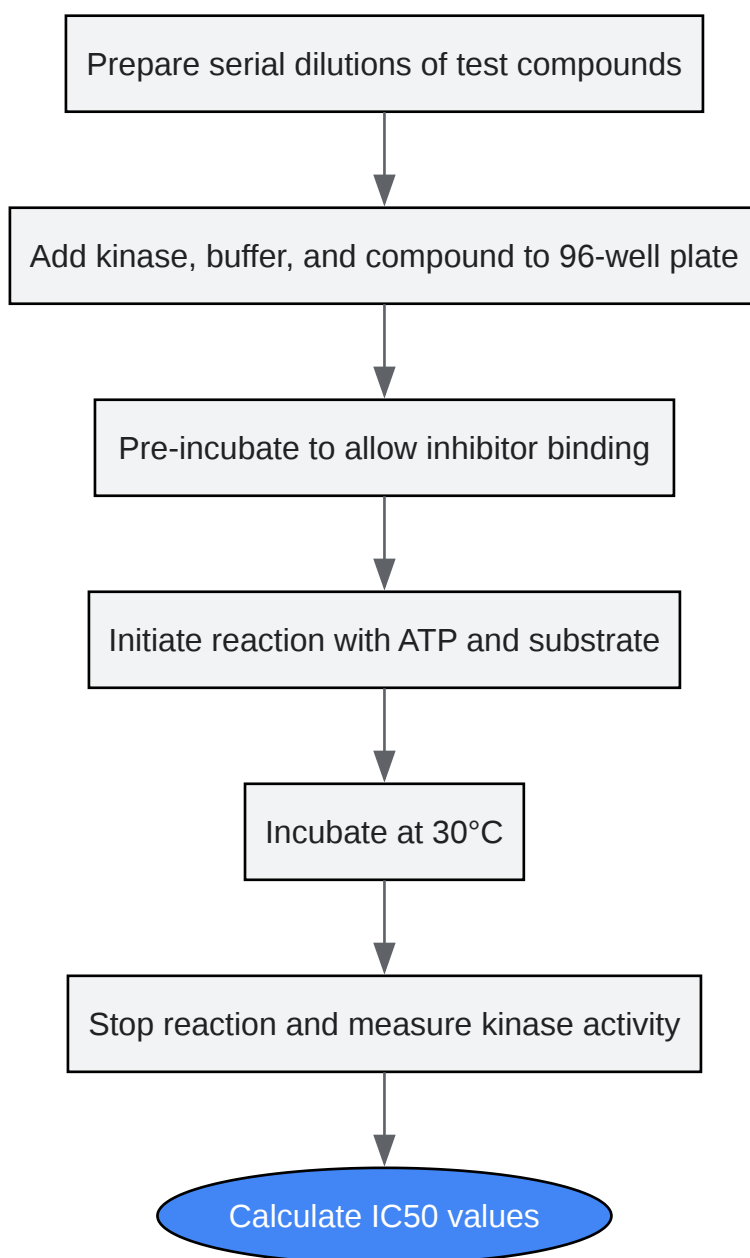 Prepare serial dilutions of test compounds
Add kinase, buffer, and compound to 96-well plate
Pre-incubate to allow inhibitor binding
Initiate reaction with ATP and substrate
Incubate at 30°C
Stop reaction and measure kinase activity
Calculate IC50 values